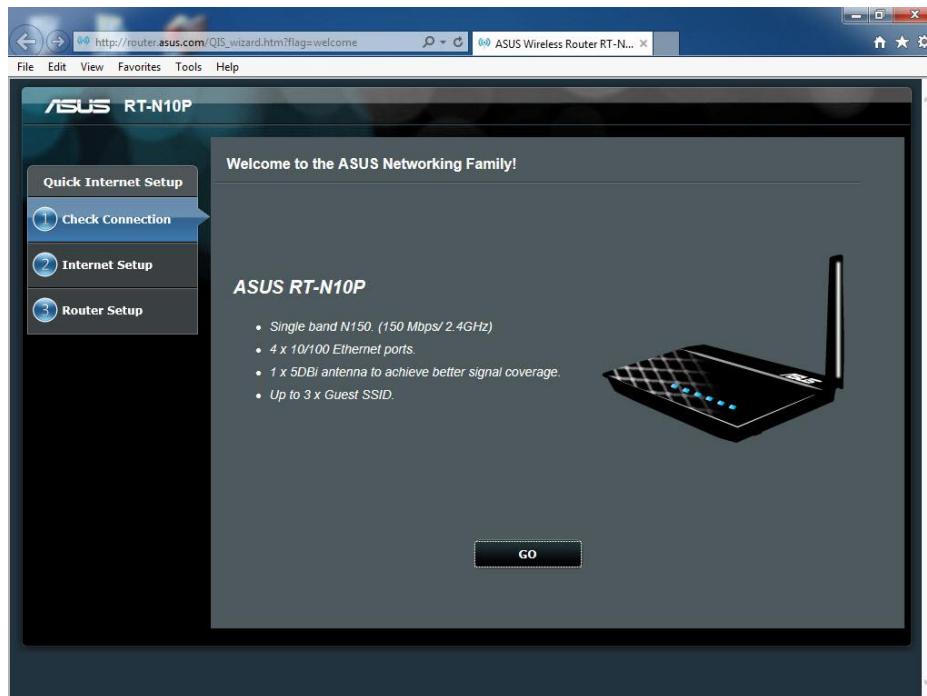 http://router.asus.com/QIS_wizard.htm?flag=welcome
ASUS Wireless Router RT-N...
File Edit View Favorites Tools Help
ASUS RT-N10P
Quick Internet Setup
1 Check Connection
2 Internet Setup
3 Router Setup
Welcome to the ASUS Networking Family!
ASUS RT-N10P
Single band N150. (150 Mbps/ 2.4GHz)
4 x 10/100 Ethernet ports.
1 x 5DBi antenna to achieve better signal coverage.
Up to 3 x Guest SSID.
ASUS
GO